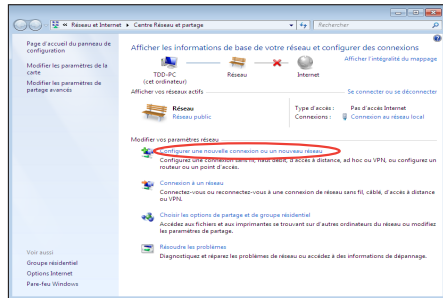 Réseau et Internet ▸ Centre Réseau et partage
Rechercher
Page d'accueil du panneau de configuration
Modifier les paramètres de la carte
Modifier les paramètres de partage avancés
Afficher les informations de base de votre réseau et configurer des connexions
Afficher l'intégralité du mappage
TDD-PC
(cet ordinateur)
Réseau
Internet
Afficher vos réseaux actifs
Se connecter ou se déconnecter
Réseau
Réseau public
Type d'accès : Pas d'accès Internet
Connexions : Connexion au réseau local
Modifier vos paramètres réseau
Configurer une nouvelle connexion ou un nouveau réseau
Configurez une connexion sans fil, haut débit, d'accès à distance, ad hoc ou VPN, ou configurez un
routeur ou un point d'accès.
Connexion à un réseau
Connectez-vous ou reconnectez-vous à une connexion de réseau sans fil, câblé, d'accès à distance
ou VPN.
Choisir les options de partage et de groupe résidentiel
Accédez aux fichiers et aux imprimantes se trouvant sur d'autres ordinateurs du réseau ou modifiez
les paramètres de partage.
Résoudre les problèmes
Diagnostiquez et réparez les problèmes de réseau ou accédez à des informations de dépannage.
Voir aussi
Groupe résidentiel
Options Internet
Pare-feu Windows